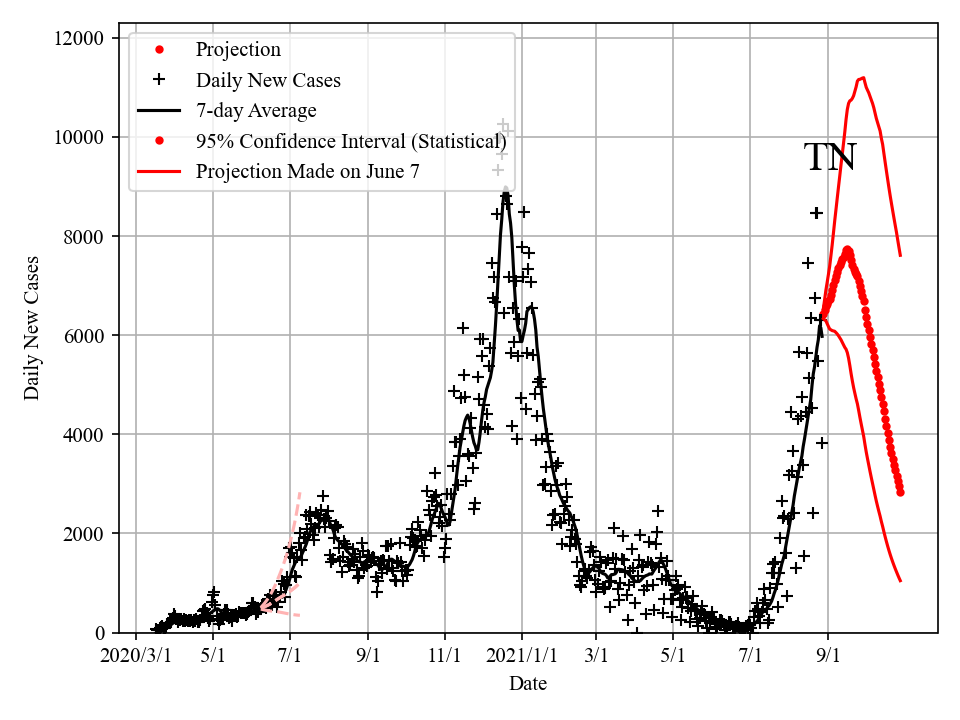 12000
10000
8000
6000
4000
2000
0
Daily New Cases
Projection
Daily New Cases
7-day Average
95% Confidence Interval (Statistical)
Projection Made on June 7
TN
2020/3/1 5/1 7/1 9/1 11/1 2021/1/1 3/1 5/1 7/1 9/1
Date